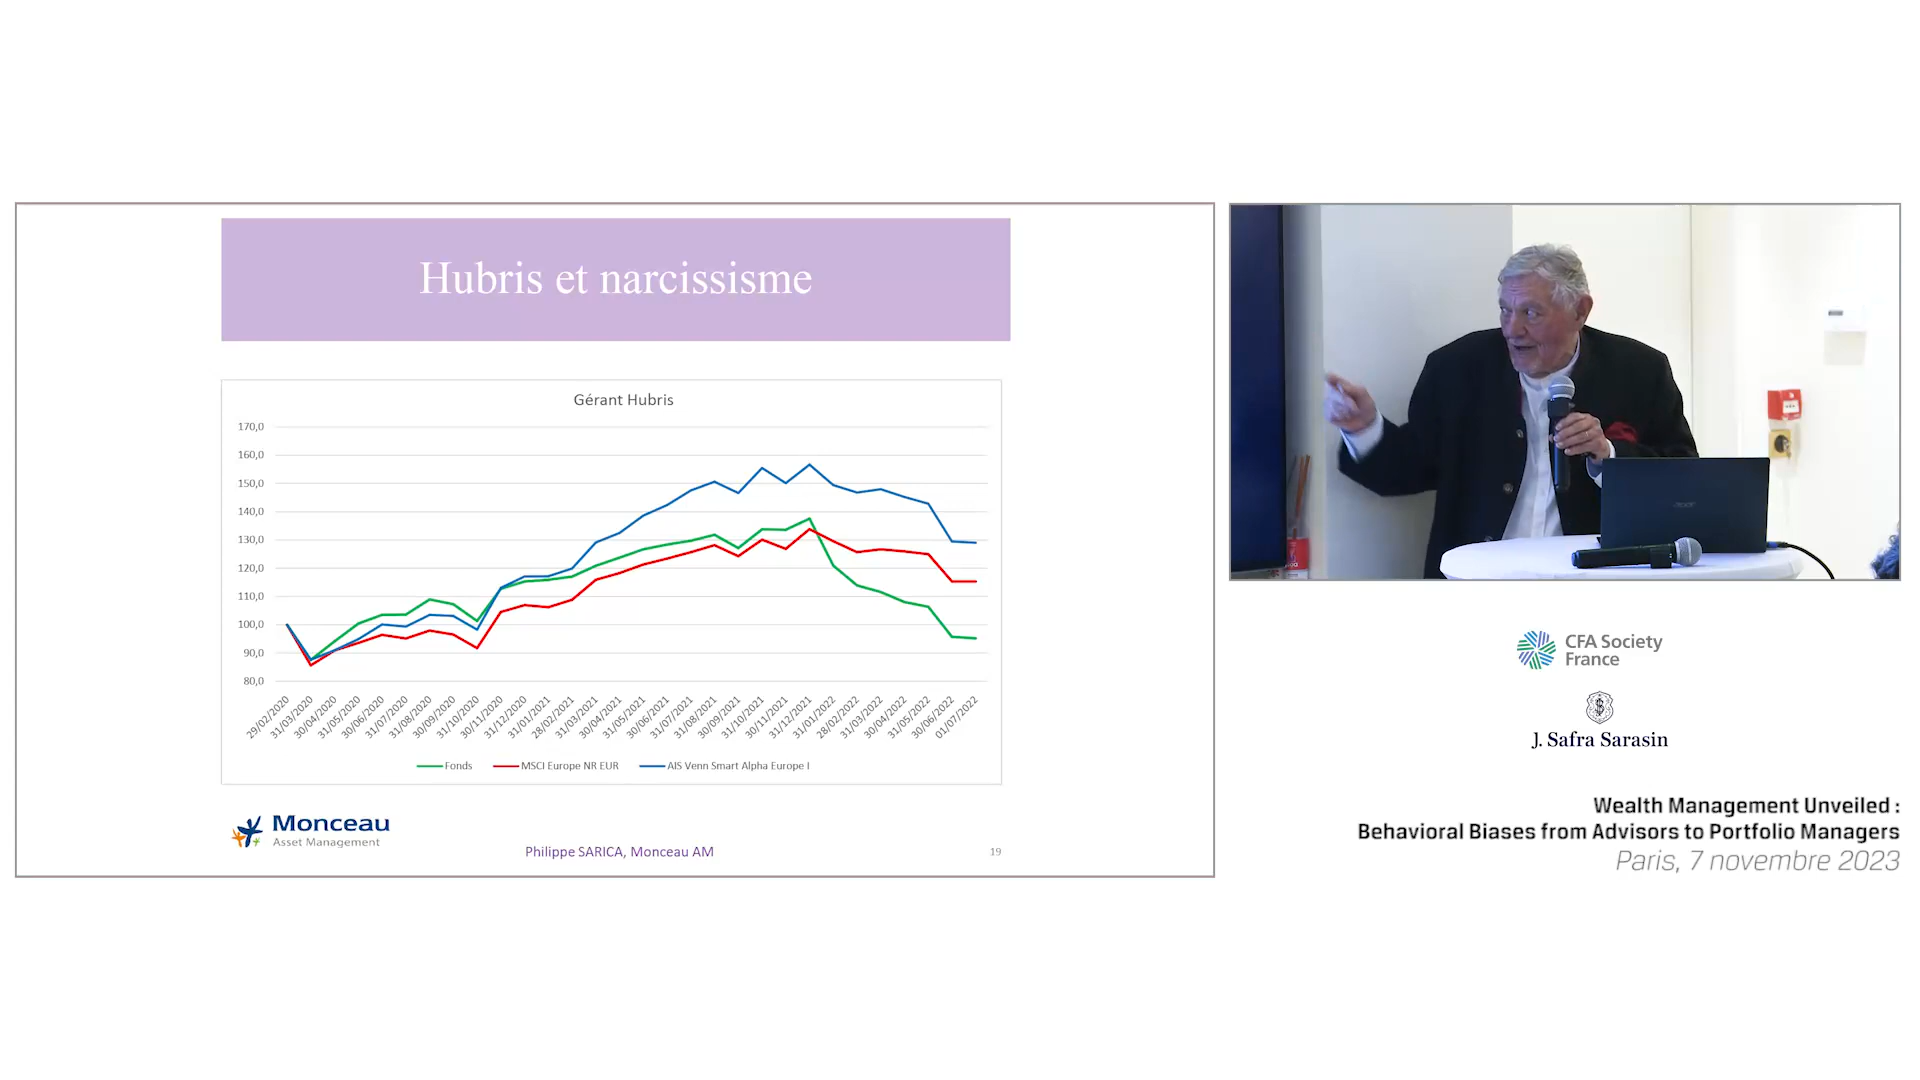 Hubris et narcissisme
Gérant Hubris
170,0
160,0
150,0
140,0
130,0
120,0
110,0
100,0
90,0
80,0
29/02/2020
31/03/2020
30/04/2020
31/05/2020
30/06/2020
31/07/2020
31/08/2020
30/09/2020
31/10/2020
30/11/2020
31/12/2020
31/01/2021
28/02/2021
31/03/2021
30/04/2021
31/05/2021
30/06/2021
31/07/2021
31/08/2021
30/09/2021
31/10/2021
30/11/2021
31/12/2021
31/01/2022
28/02/2022
31/03/2022
30/04/2022
31/05/2022
30/06/2022
01/07/2022
Fonds
MSCI Europe NR EUR
AIS Venn Smart Alpha Europe I
Monceau
Asset Management
Philippe SARICA, Monceau AM
19
acer
CFA Society
France
J. Safra Sarasin
Wealth Management Unveiled :
Behavioral Biases from Advisors to Portfolio Managers
Paris, 7 novembre 2023